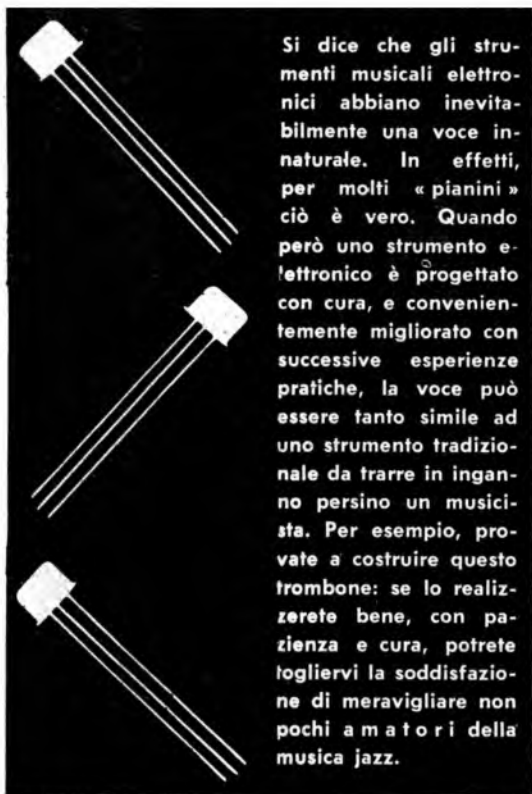 Si dice che gli stru-
menti musicali elettro-
nici abbiano inevita-
bilmente una voce in-
naturale. In effetti,
per molti « pianini »
ciò è vero. Quando
però uno strumento e-
lettronico è progettato
con cura, e convenien-
temente migliorato con
successive esperienze
pratiche, la voce può
essere tanto simile ad
uno strumento tradizio-
nale da trarre in ingan-
no persino un musici-
sta. Per esempio, pro-
vate a costruire questo
trombone: se lo realiz-
zerete bene, con pa-
zienza e cura, potrete
togliervi la soddisfazio-
ne di meravigliare non
pochi amatori della
musica jazz.